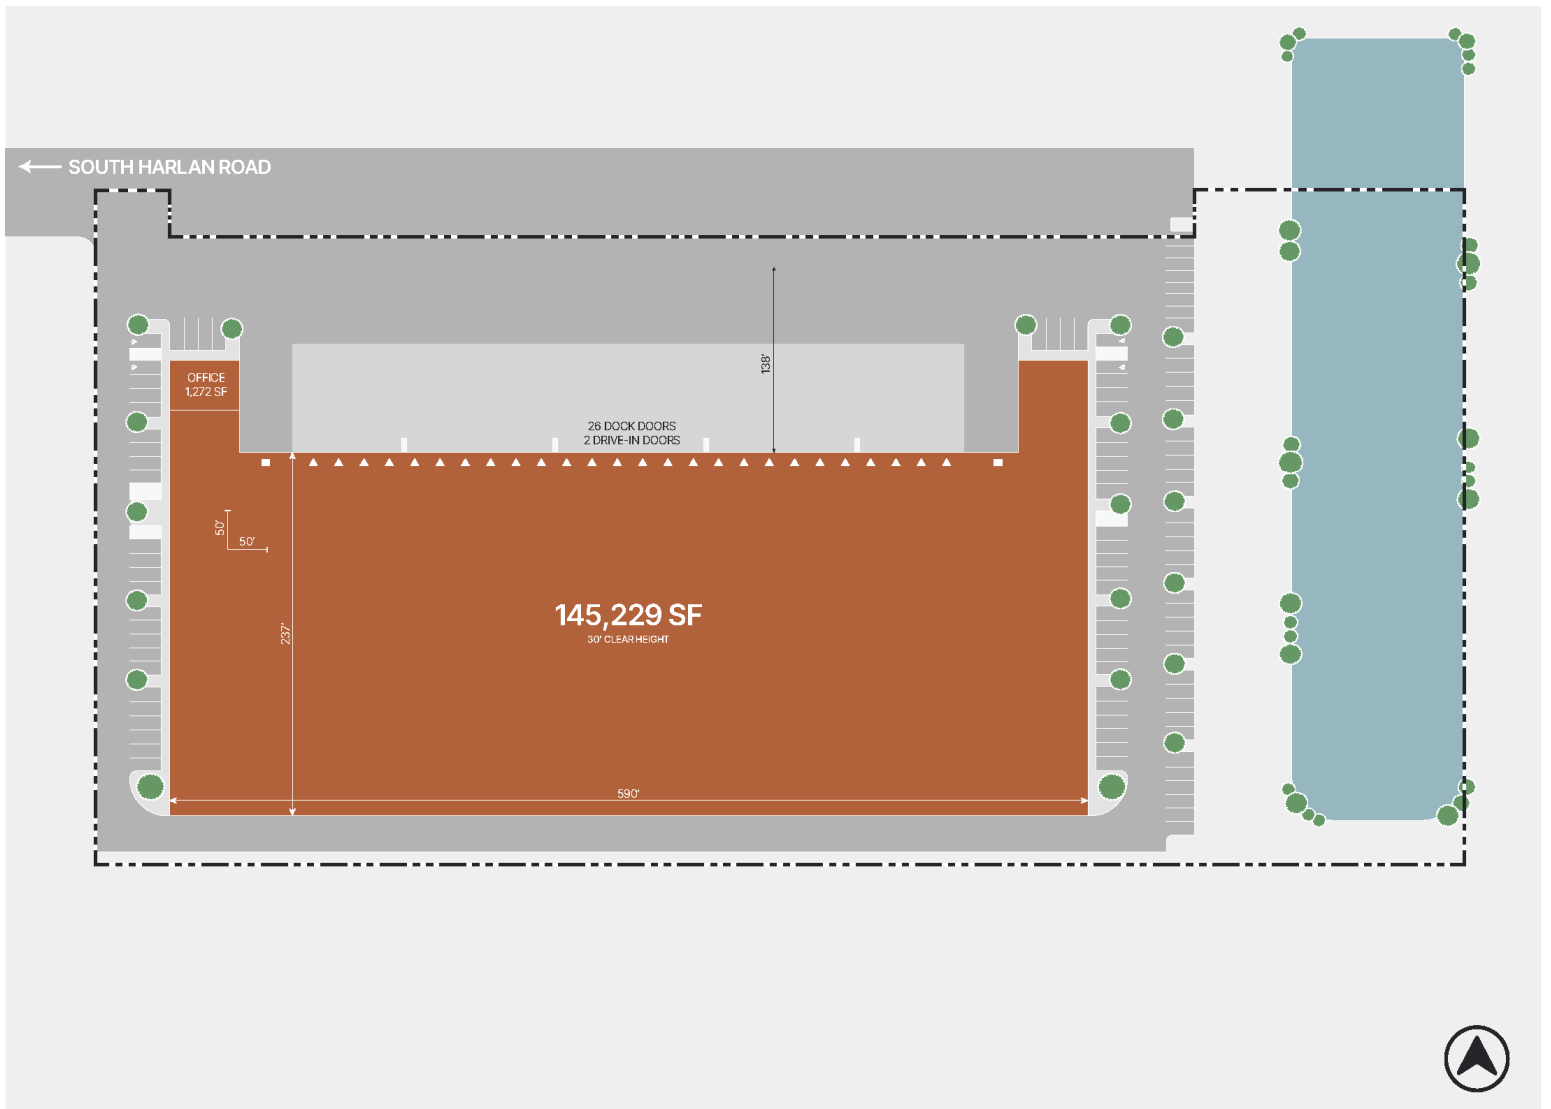 SOUTH HARLAN ROAD
138'
OFFICE
1,272 SF
26 DOCK DOORS
2 DRIVE-IN DOORS
50'
50'
237'
145,229 SF
30' CLEAR HEIGHT
590'